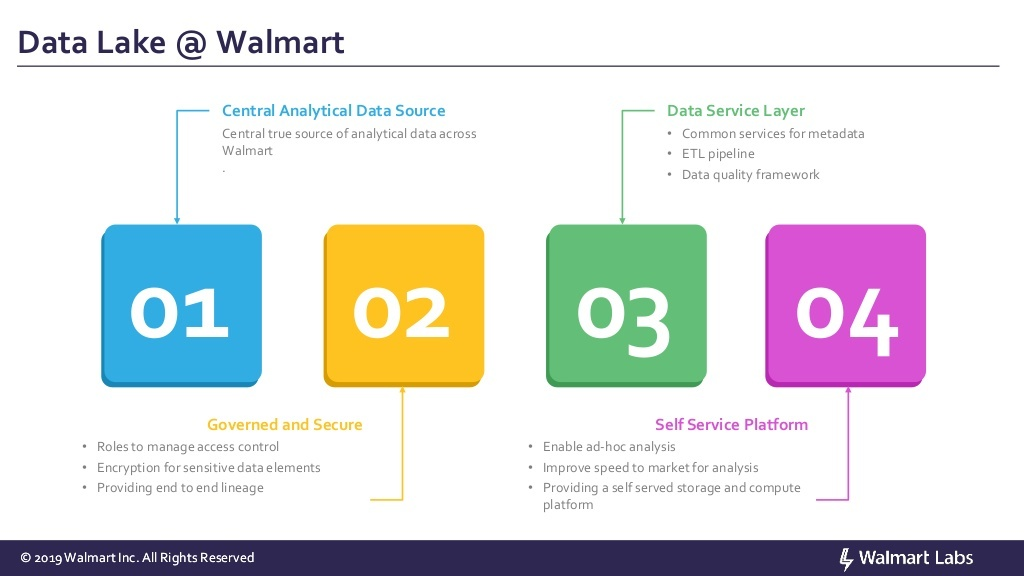 Data Lake @ Walmart
Central Analytical Data Source
Central true source of analytical data across
Walmart
.
Data Service Layer
• Common services for metadata
• ETL pipeline
• Data quality framework
01
02
03
04
Governed and Secure
• Roles to manage access control
• Encryption for sensitive data elements
• Providing end to end lineage
Self Service Platform
• Enable ad-hoc analysis
• Improve speed to market for analysis
• Providing a self served storage and compute
platform
© 2019 Walmart Inc. All Rights Reserved
Walmart Labs